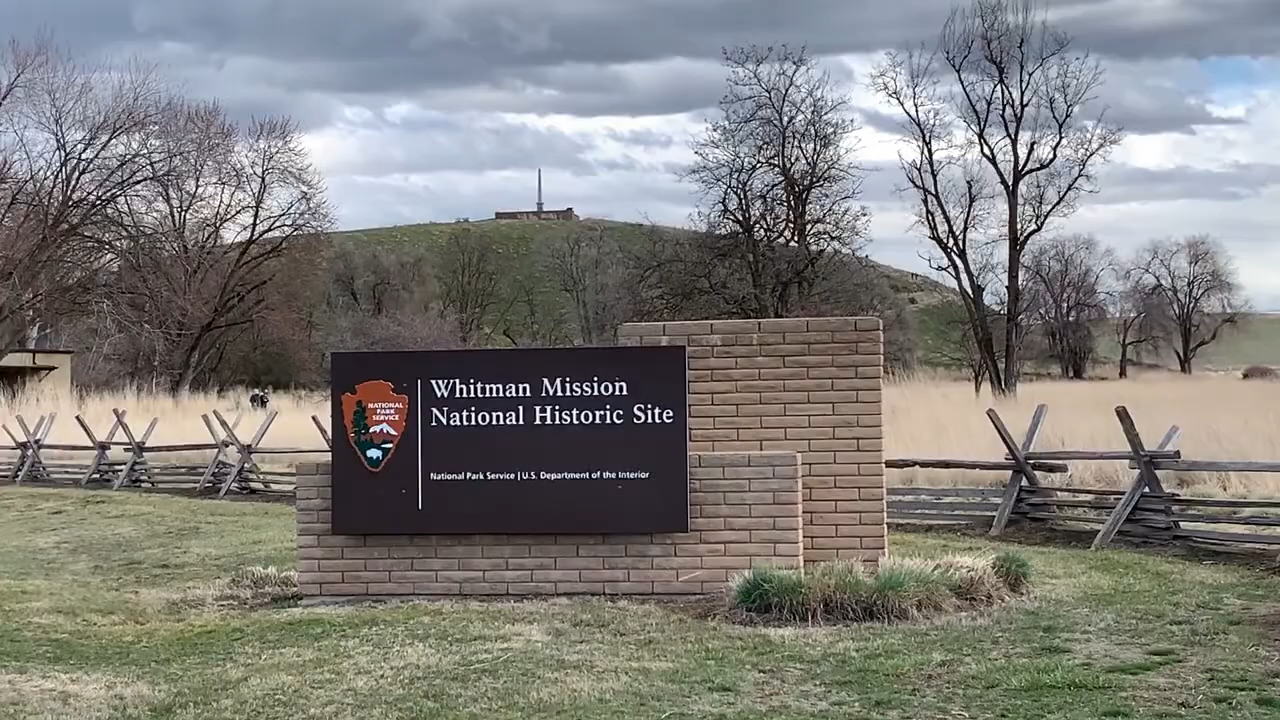 NATIONAL
PARK
SERVICE
Whitman Mission
National Historic Site
National Park Service | U.S. Department of the Interior